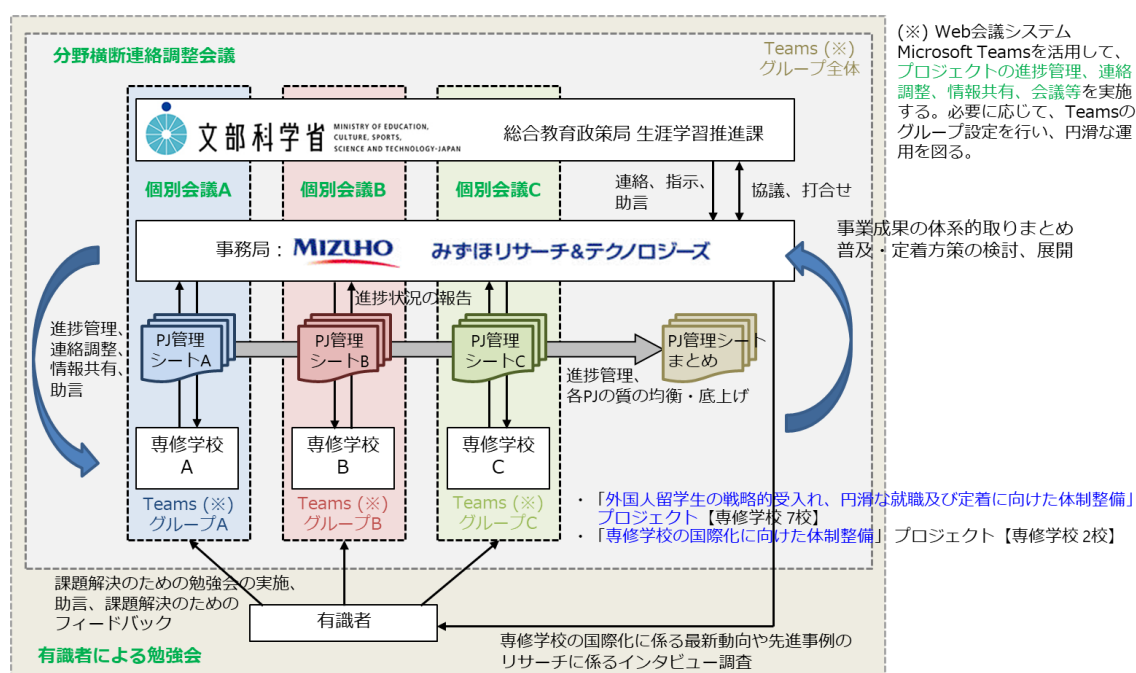 分野横断連絡調整会議
Teams (※)
グループ全体
(※) Web会議システム
Microsoft Teamsを活用して、
プロジェクトの進捗管理、連絡
調整、情報共有、会議等を実施
する。必要に応じて、Teamsの
グループ設定を行い、円滑な運
用を図る。
文部科学省
MINISTRY OF EDUCATION,
CULTURE, SPORTS,
SCIENCE AND TECHNOLOGY-JAPAN
総合教育政策局 生涯学習推進課
個別会議A
個別会議B
個別会議C
連絡、指示、
助言
協議、打合せ
事務局：
MIZUHO
みずほリサーチ&テクノロジーズ
事業成果の体系的取りまとめ
普及・定着方策の検討、展開
進捗状況の報告
進捗管理、
連絡調整、
情報共有、
助言
PJ管理
シートA
PJ管理
シートB
PJ管理
シートC
PJ管理シート
まとめ
進捗管理、
各PJの質の均衡・底上げ
専修学校
A
専修学校
B
専修学校
C
Teams (※)
グループA
Teams (※)
グループB
Teams (※)
グループC
・「外国人留学生の戦略的受入れ、円滑な就職及び定着に向けた体制整備」
プロジェクト【専修学校 7校】
・「専修学校の国際化に向けた体制整備」 プロジェクト【専修学校 2校】
課題解決のための勉強会の実施、
助言、課題解決のための
フィードバック
有識者
専修学校の国際化に係る最新動向や先進事例の
リサーチに係るインタビュー調査
有識者による勉強会